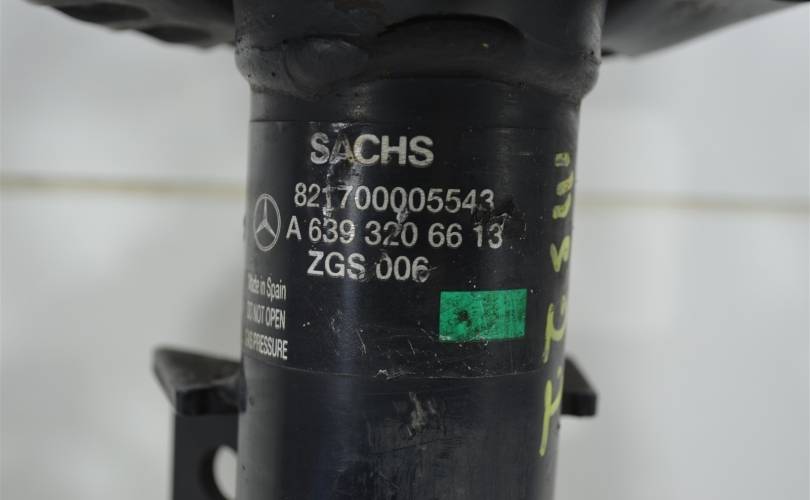 SACHS
821700005543
A 639 320 66 13
ZGS 006
Made in Spain
DO NOT OPEN
GAS PRESSURE